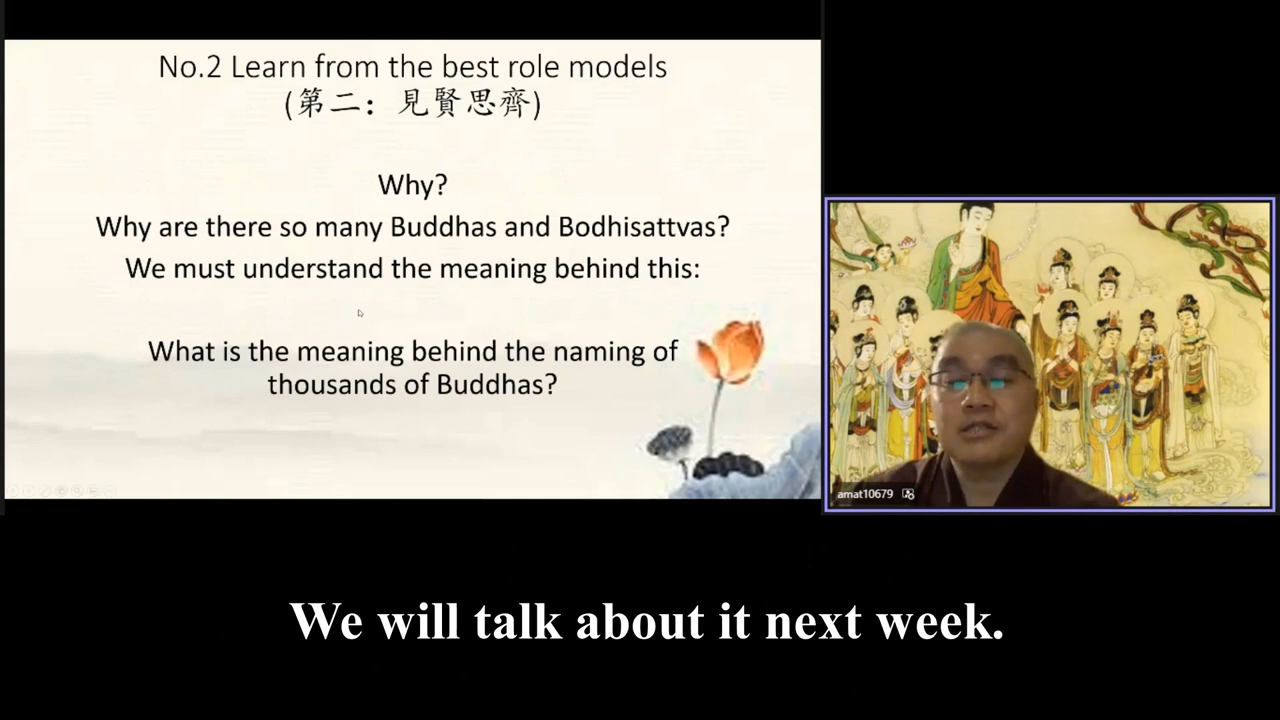 No.2 Learn from the best role models
(第二：見賢思齊)
Why?
Why are there so many Buddhas and Bodhisattvas?
We must understand the meaning behind this:
What is the meaning behind the naming of
thousands of Buddhas?
amat10679
We will talk about it next week.